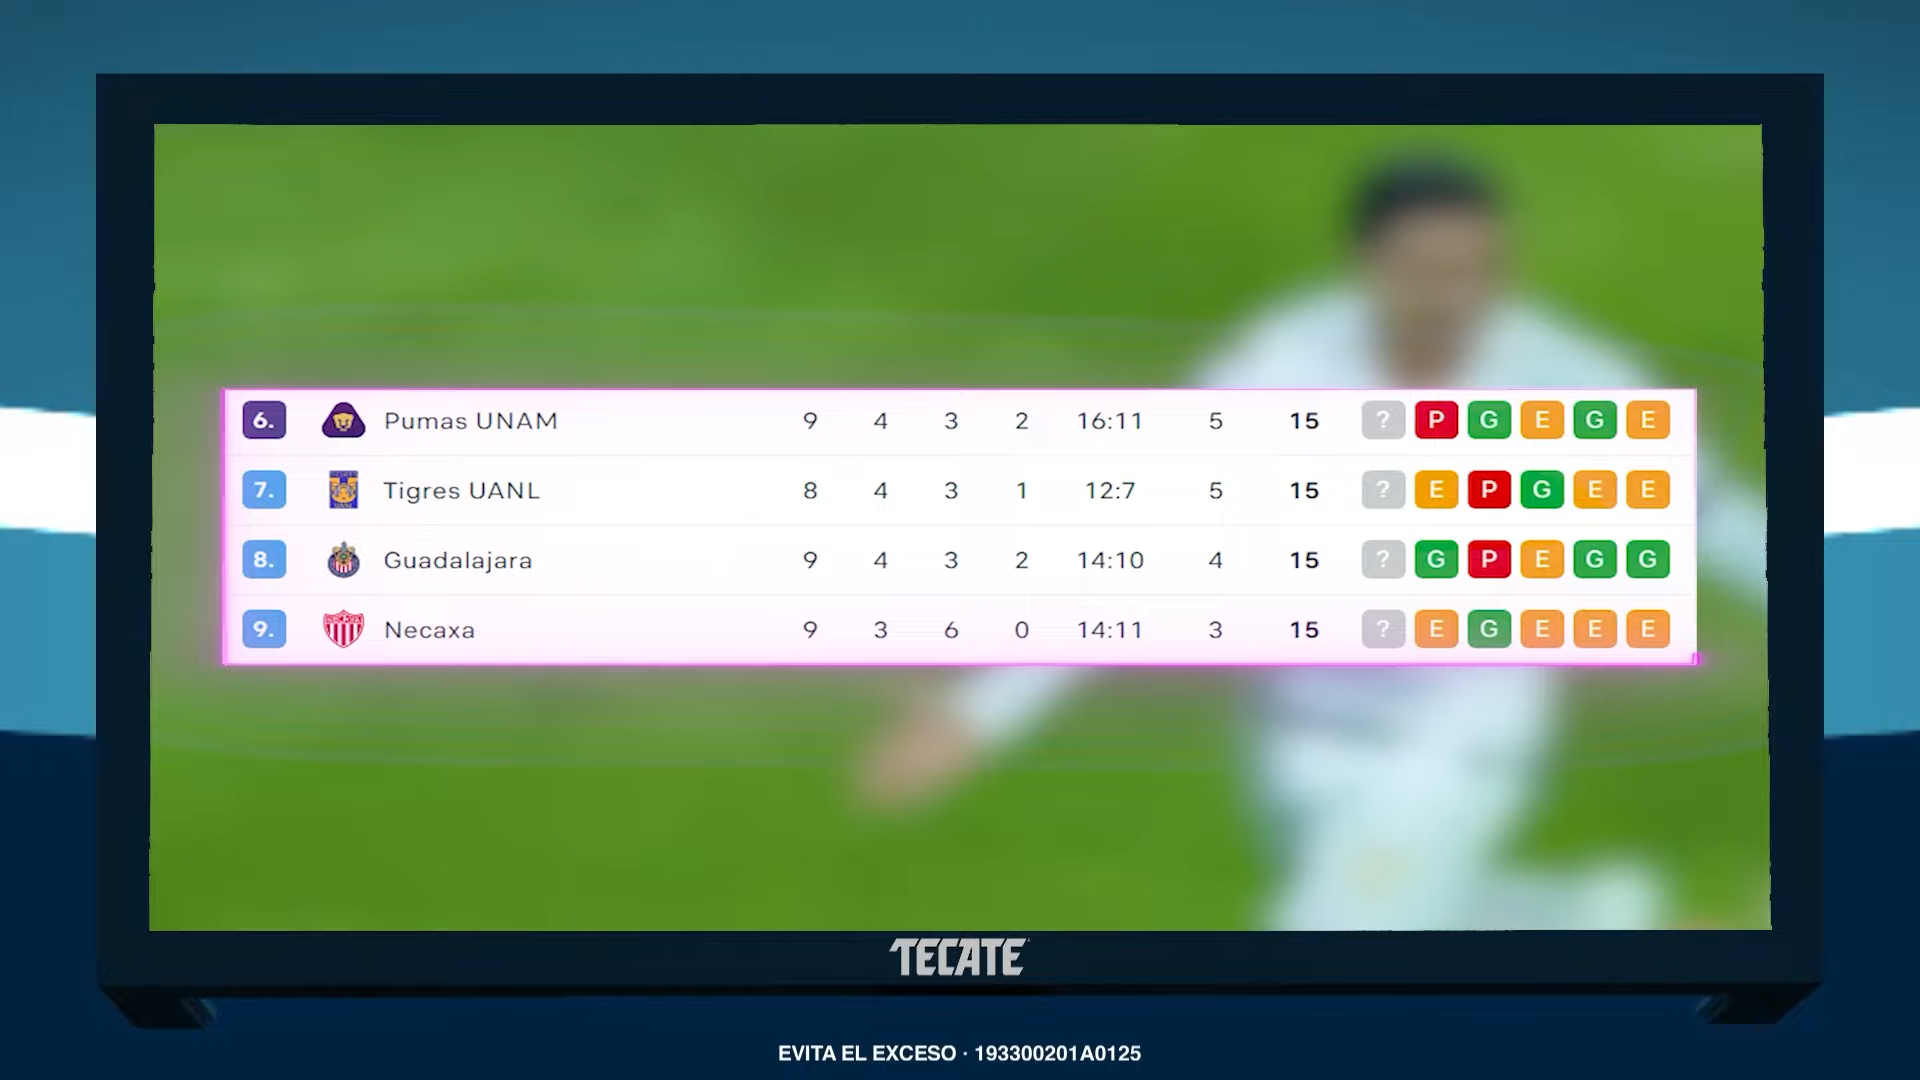 6. Pumas UNAM 9 4 3 2 16:11 5 15 ? P G E G E
7. Tigres UANL 8 4 3 1 12:7 5 15 ? E P G E E
8. Guadalajara 9 4 3 2 14:10 4 15 ? G P E G G
9. Necaxa 9 3 6 0 14:11 3 15 ? E G E E E
TECATE
EVITA EL EXCESO · 193300201A0125